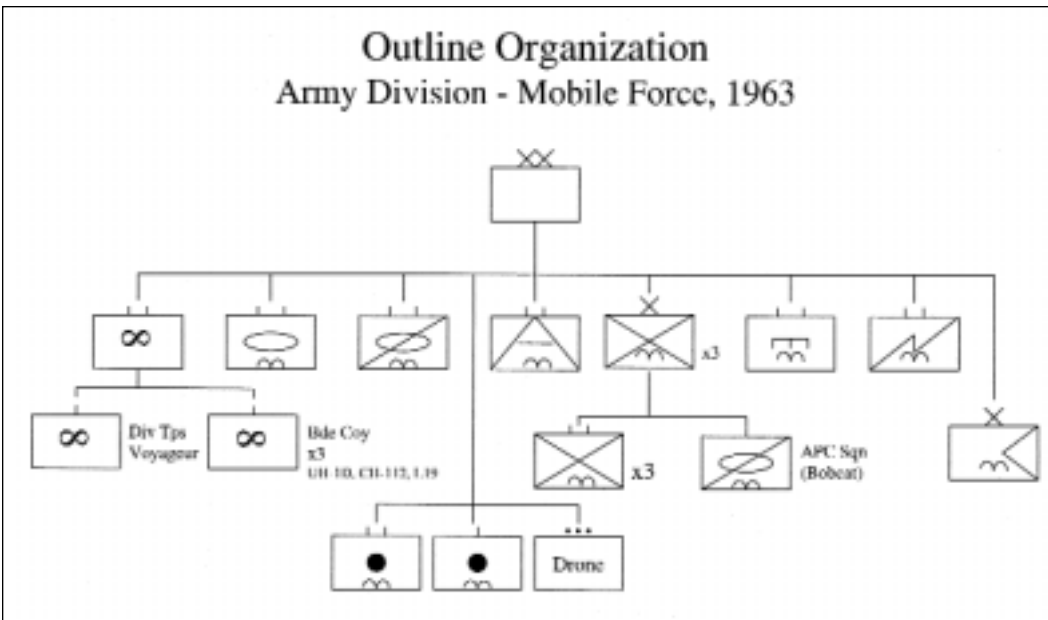 Outline Organization
Army Division - Mobile Force, 1963
x3
Div Tps
Voyageur
Bde Coy
x3
UH-1D, CH-112, L19
x3
APC Sqn
(Bobcat)
Drone